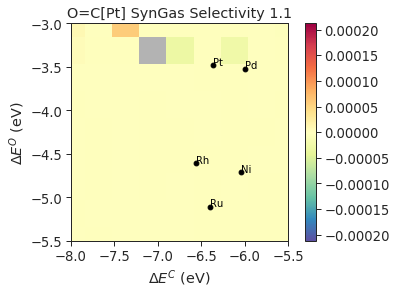 O=C[Pt] SynGas Selectivity 1.1
−3.0
−3.5
−4.0
−4.5
−5.0
−5.5
ΔE^O (eV)
Pt
Pd
Rh
Ni
Ru
−8.0 −7.5 −7.0 −6.5 −6.0 −5.5
ΔE^C (eV)
0.00020
0.00015
0.00010
0.00005
0.00000
−0.00005
−0.00010
−0.00015
−0.00020